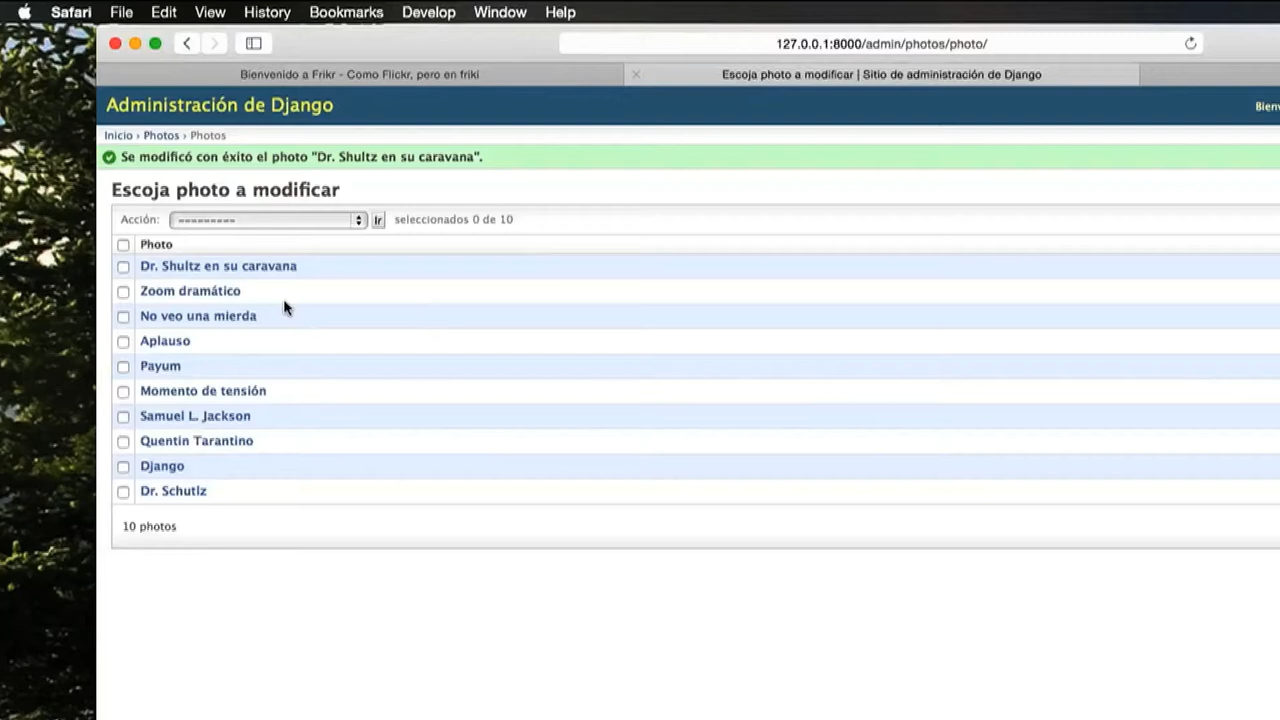 Safari File Edit View History Bookmarks Develop Window Help
127.0.0.1:8000/admin/photos/photo/
Bienvenido a Frikr - Como Flickr, pero en friki Escoja photo a modificar | Sitio de administración de Django
Administración de Django
Inicio › Photos › Photos
Se modificó con éxito el photo "Dr. Shultz en su caravana".
Escoja photo a modificar
Acción: --------- Ir seleccionados 0 de 10
Photo
Dr. Shultz en su caravana
Zoom dramático
No veo una mierda
Aplauso
Payum
Momento de tensión
Samuel L. Jackson
Quentin Tarantino
Django
Dr. Schutlz
10 photos